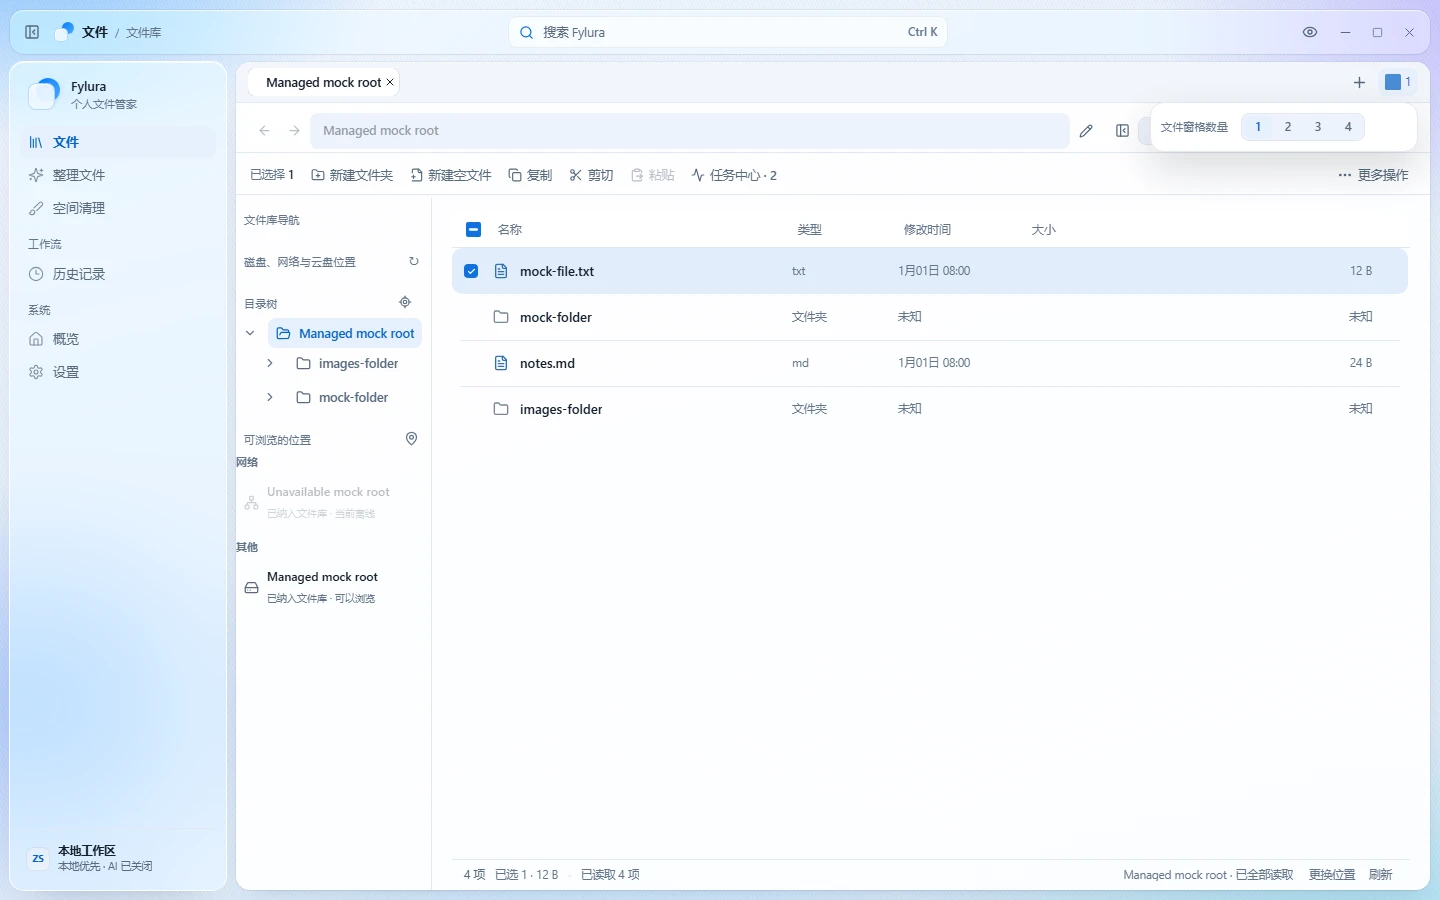 文件 / 文件库
搜索 Fylura Ctrl K
Fylura
个人文件管家
文件
整理文件
空间清理
工作流
历史记录
系统
概览
设置
ZS
本地工作区
本地优先 · AI 已关闭
Managed mock root
1
Managed mock root
文件窗格数量 1 2 3 4
已选择 1 新建文件夹 新建空文件 复制 剪切 粘贴 任务中心 · 2 更多操作
文件库导航
磁盘、网络与云盘位置
目录树
Managed mock root
images-folder
mock-folder
可浏览的位置
网络
Unavailable mock root
已纳入文件库 · 当前离线
其他
Managed mock root
已纳入文件库 · 可以浏览
名称 类型 修改时间 大小
mock-file.txt txt 1月01日 08:00 12 B
mock-folder 文件夹 未知 未知
notes.md md 1月01日 08:00 24 B
images-folder 文件夹 未知 未知
4 项 已选 1 · 12 B · 已读取 4 项 Managed mock root · 已全部读取 更换位置 刷新